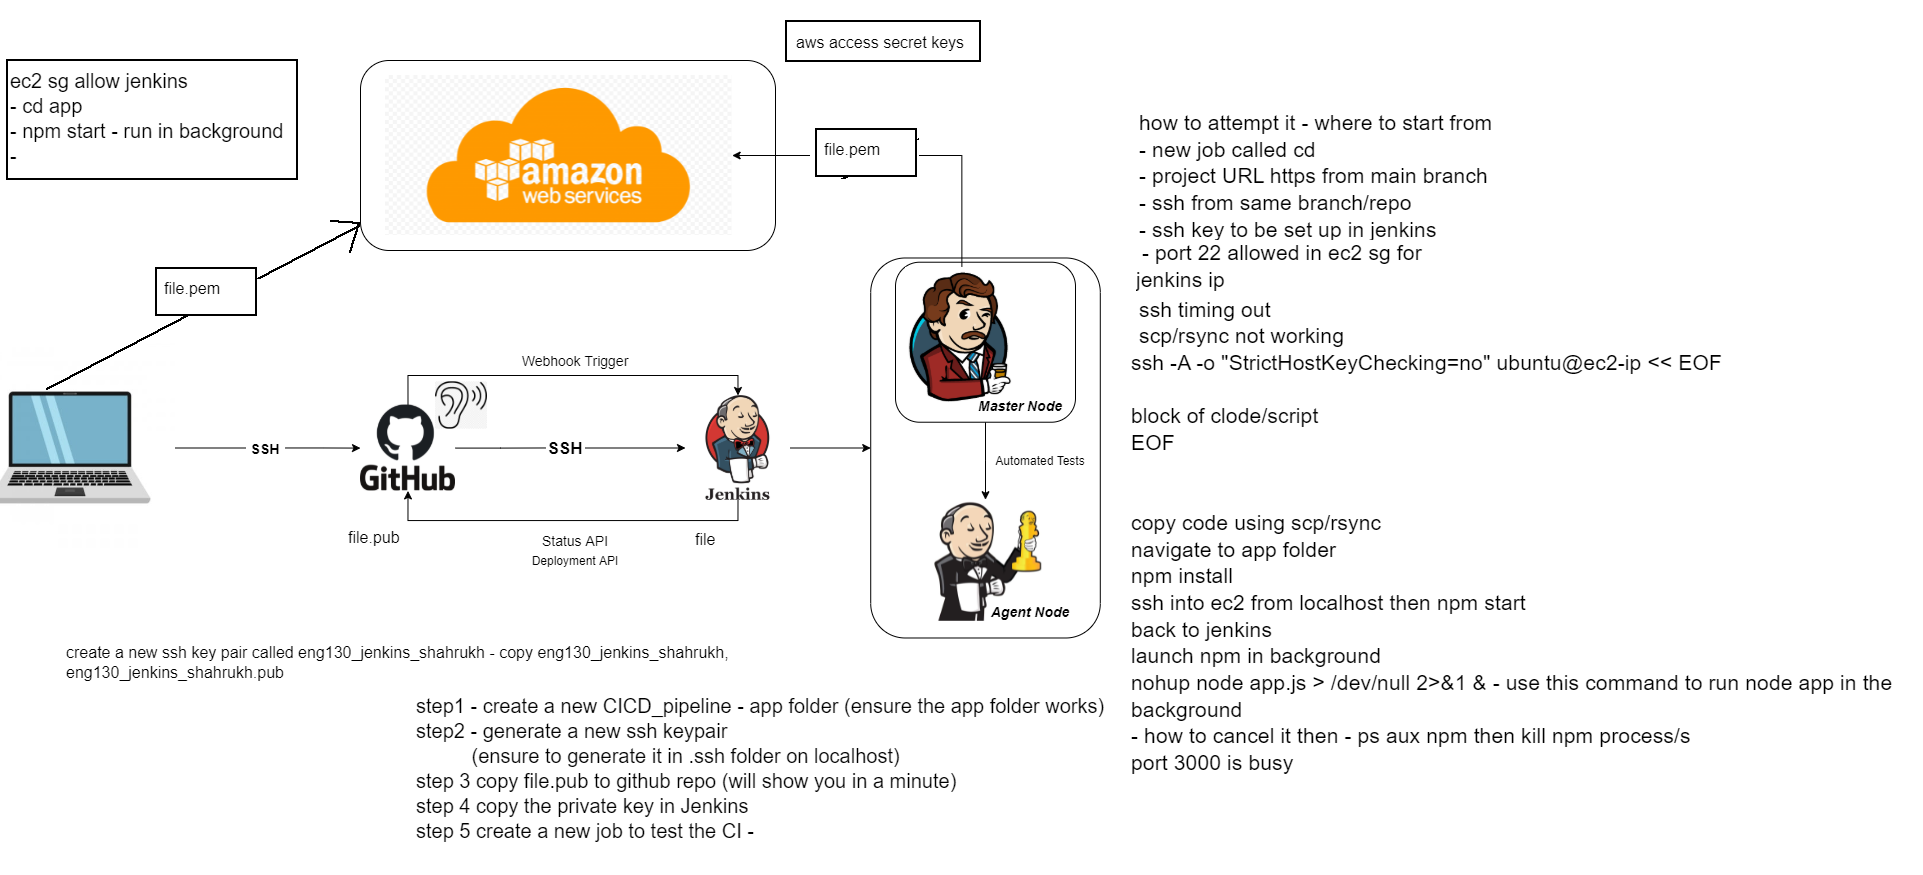 aws access secret keys
ec2 sg allow jenkins
- cd app
- npm start - run in background
-
amazon
web services
file.pem
file.pem
how to attempt it - where to start from
- new job called cd
- project URL https from main branch
- ssh from same branch/repo
- ssh key to be set up in jenkins
- port 22 allowed in ec2 sg for
jenkins ip
ssh timing out
scp/rsync not working
ssh -A -o "StrictHostKeyChecking=no" ubuntu@ec2-ip << EOF
block of clode/script
EOF
Webhook Trigger
Master Node
SSH
GitHub
SSH
Jenkins
Automated Tests
file.pub
Status API
Deployment API
file
Agent Node
copy code using scp/rsync
navigate to app folder
npm install
ssh into ec2 from localhost then npm start
back to jenkins
launch npm in background
nohup node app.js > /dev/null 2>&1 & - use this command to run node app in the
background
- how to cancel it then - ps aux npm then kill npm process/s
port 3000 is busy
create a new ssh key pair called eng130_jenkins_shahrukh - copy eng130_jenkins_shahrukh,
eng130_jenkins_shahrukh.pub
step1 - create a new CICD_pipeline - app folder (ensure the app folder works)
step2 - generate a new ssh keypair
(ensure to generate it in .ssh folder on localhost)
step 3 copy file.pub to github repo (will show you in a minute)
step 4 copy the private key in Jenkins
step 5 create a new job to test the CI -